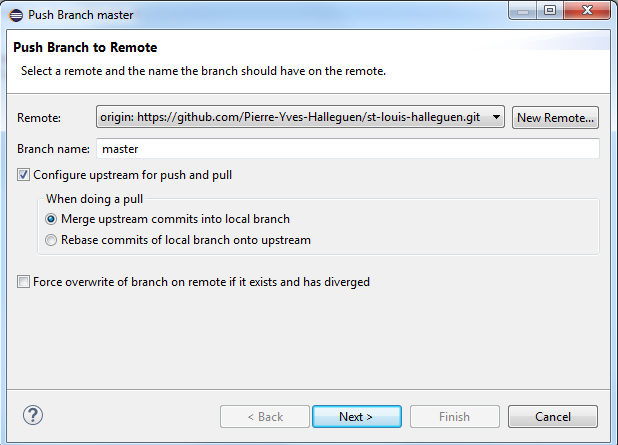 Push Branch master
Push Branch to Remote
Select a remote and the name the branch should have on the remote.
Remote: origin: https://github.com/Pierre-Yves-Halleguen/st-louis-halleguen.git New Remote...
Branch name: master
Configure upstream for push and pull
When doing a pull
Merge upstream commits into local branch
Rebase commits of local branch onto upstream
Force overwrite of branch on remote if it exists and has diverged
? < Back Next > Finish Cancel